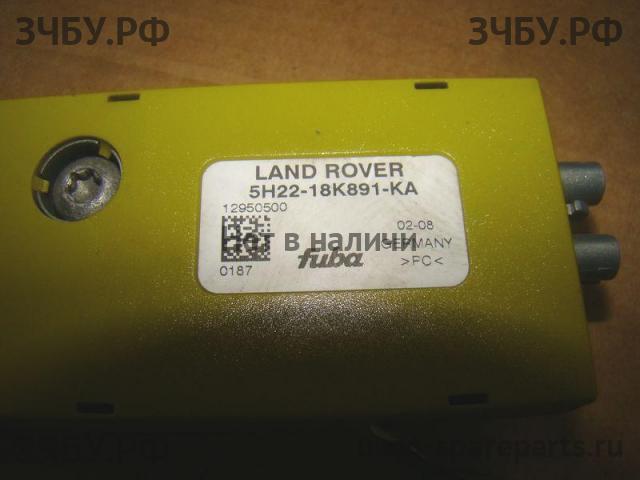 ЗЧБУ.РФ
ЗЧБУ.РФ
LAND ROVER
5H22-18K891-KA
12950500
02-08
Нет в наличи
GERMANY
fuba
0187
>PC<
ЗЧБУ.РФ